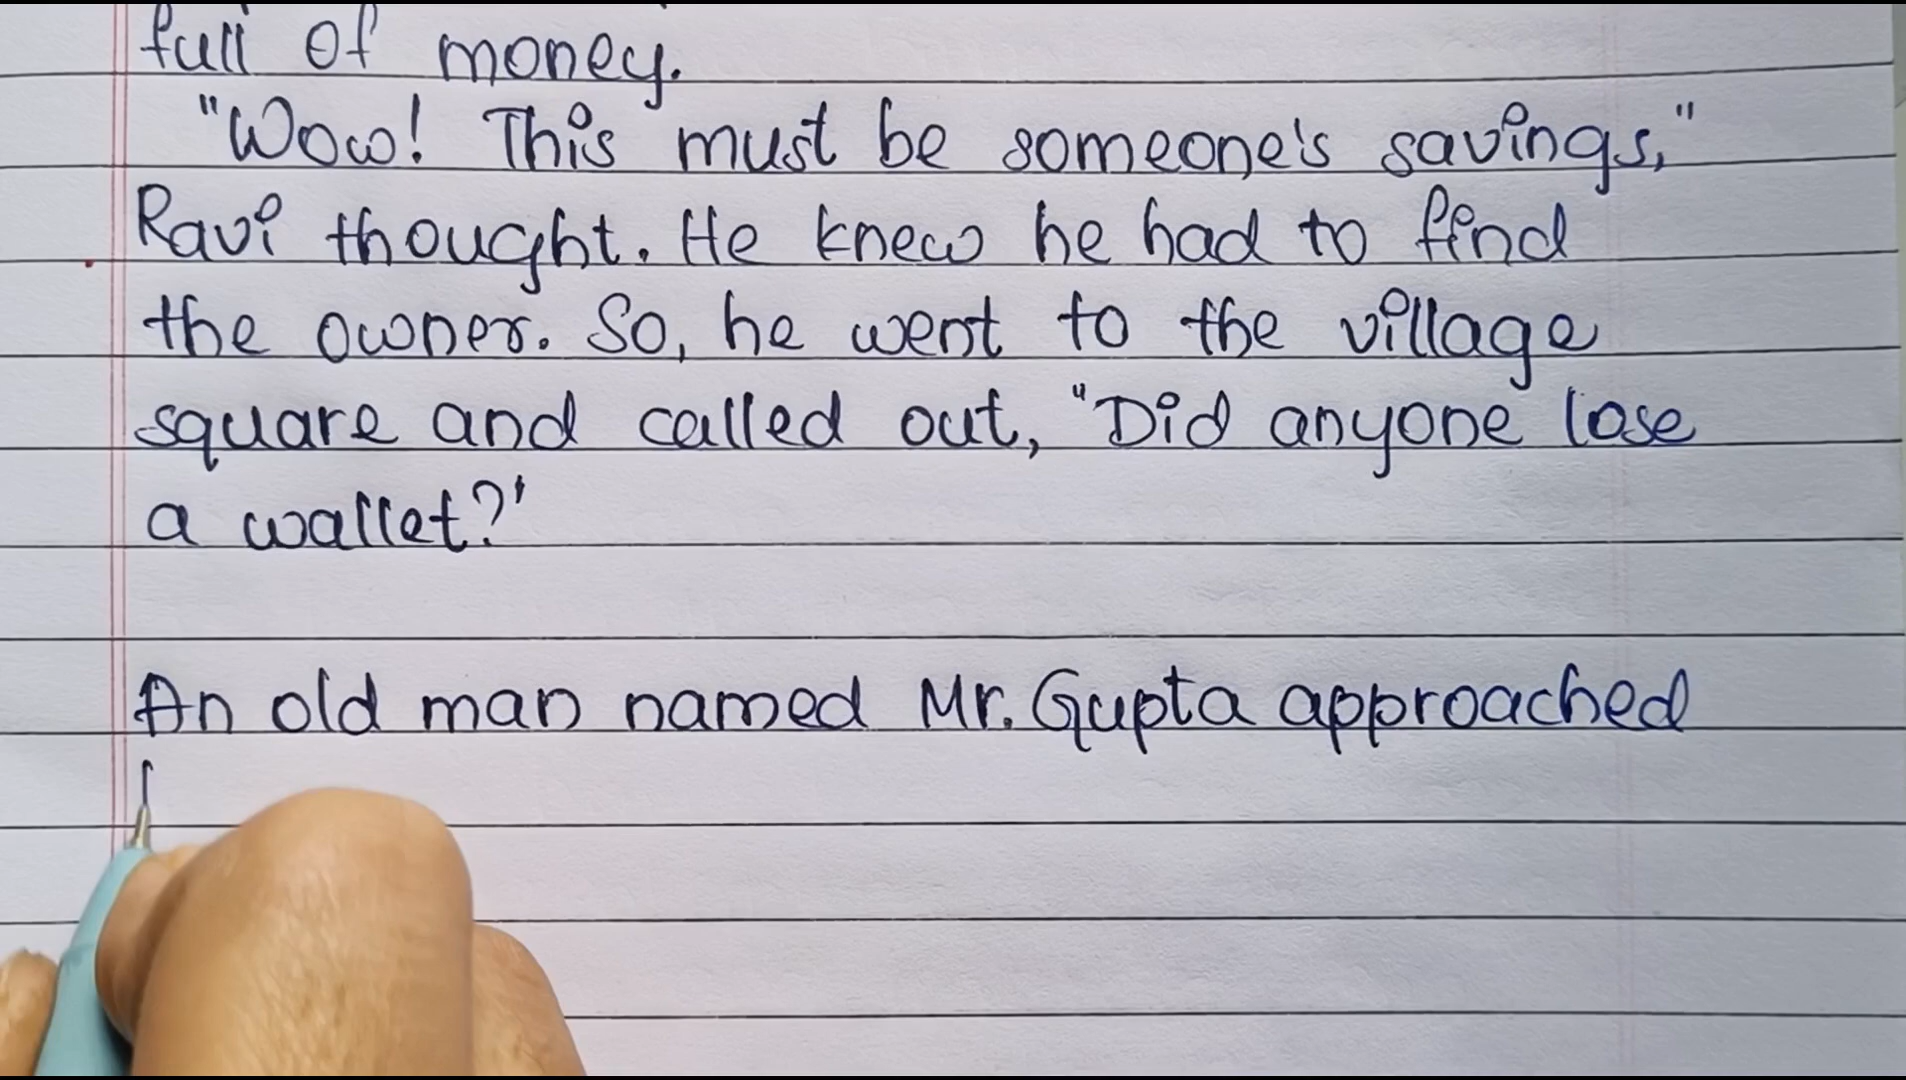 full of money.
"Wow! This must be someone's savings,"
Ravi thought. He knew he had to find
the owner. So, he went to the village
square and called out, "Did anyone lose
a wallet?'
An old man named Mr. Gupta approached